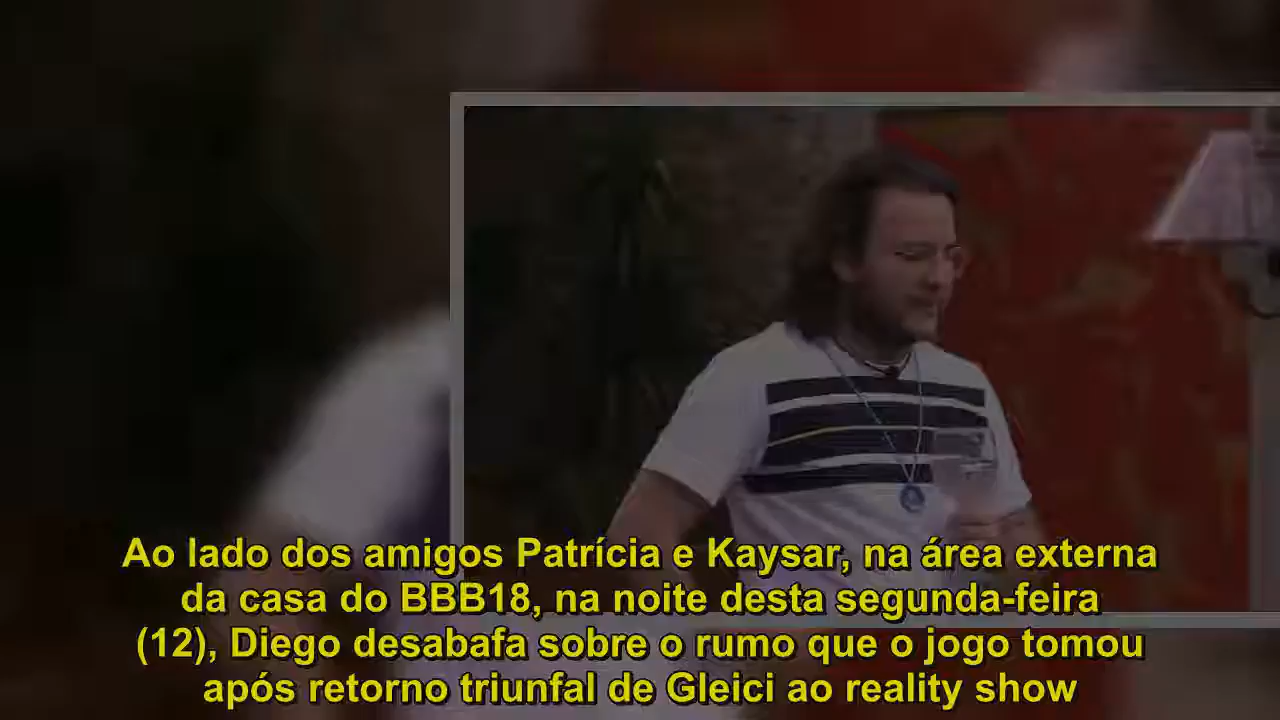 Ao lado dos amigos Patrícia e Kaysar, na área externa
da casa do BBB18, na noite desta segunda-feira
(12), Diego desabafa sobre o rumo que o jogo tomou
após retorno triunfal de Gleici ao reality show